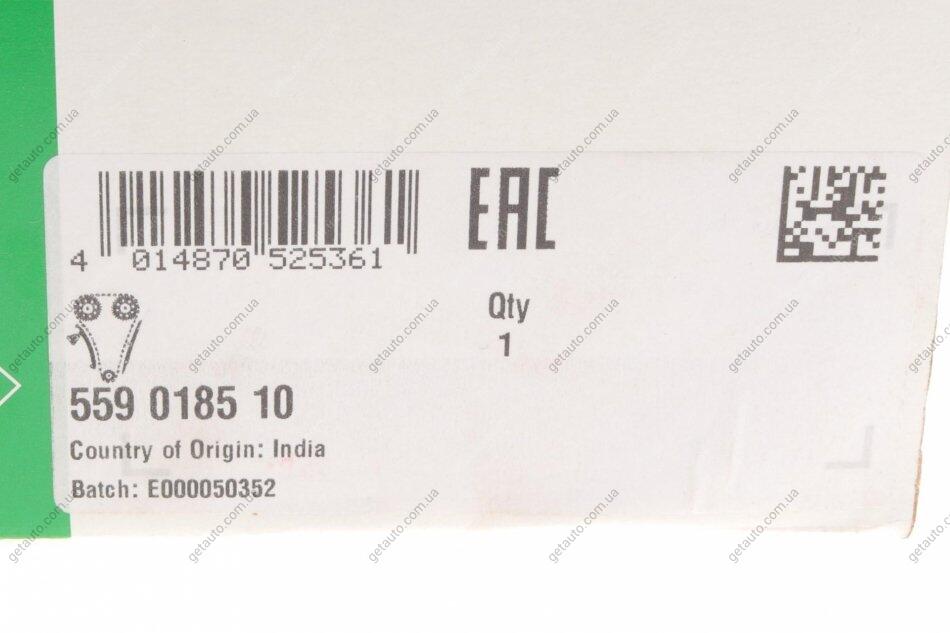 4 014870 525361
EAC
Qty
1
559 0185 10
Country of Origin: India
Batch: E000050352
getauto.com.ua